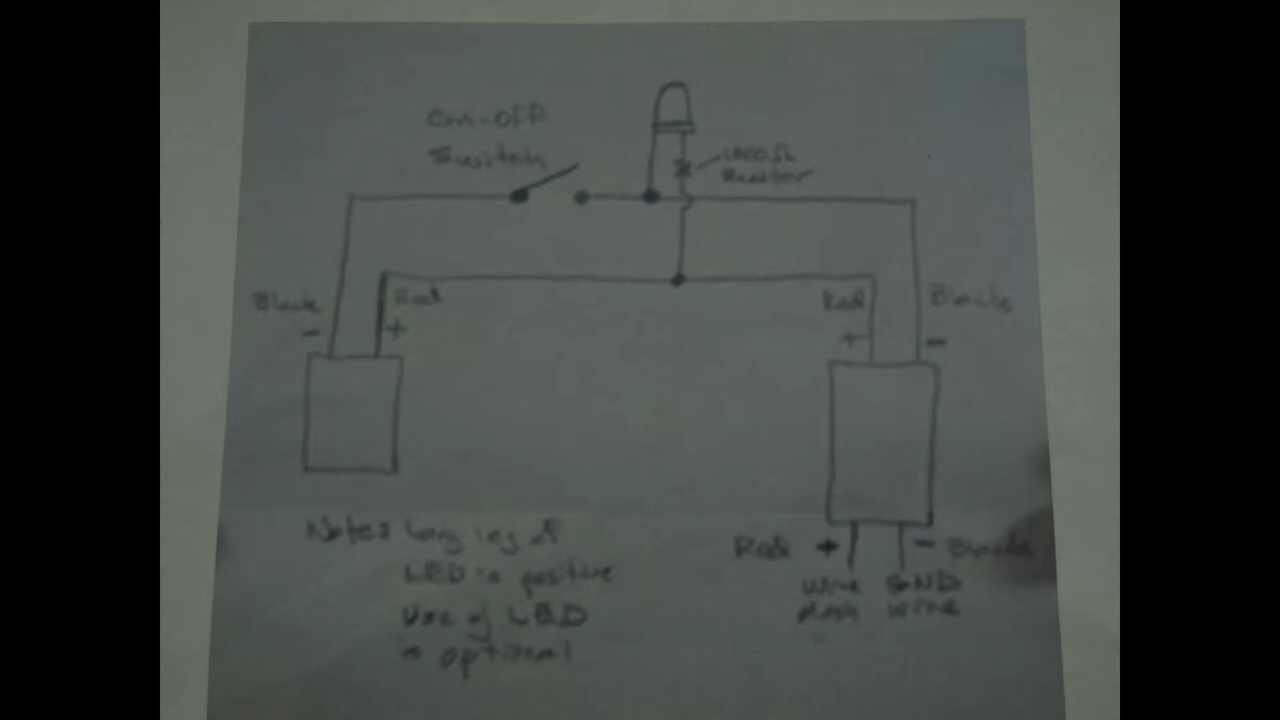 On-Off
Switch
1000Ω
Resistor
Black
Red
Red
Black
-
+
+
-
Note: Long leg of
LED is positive
Use of LED
is optional
Red + - Black
wire GND
wire